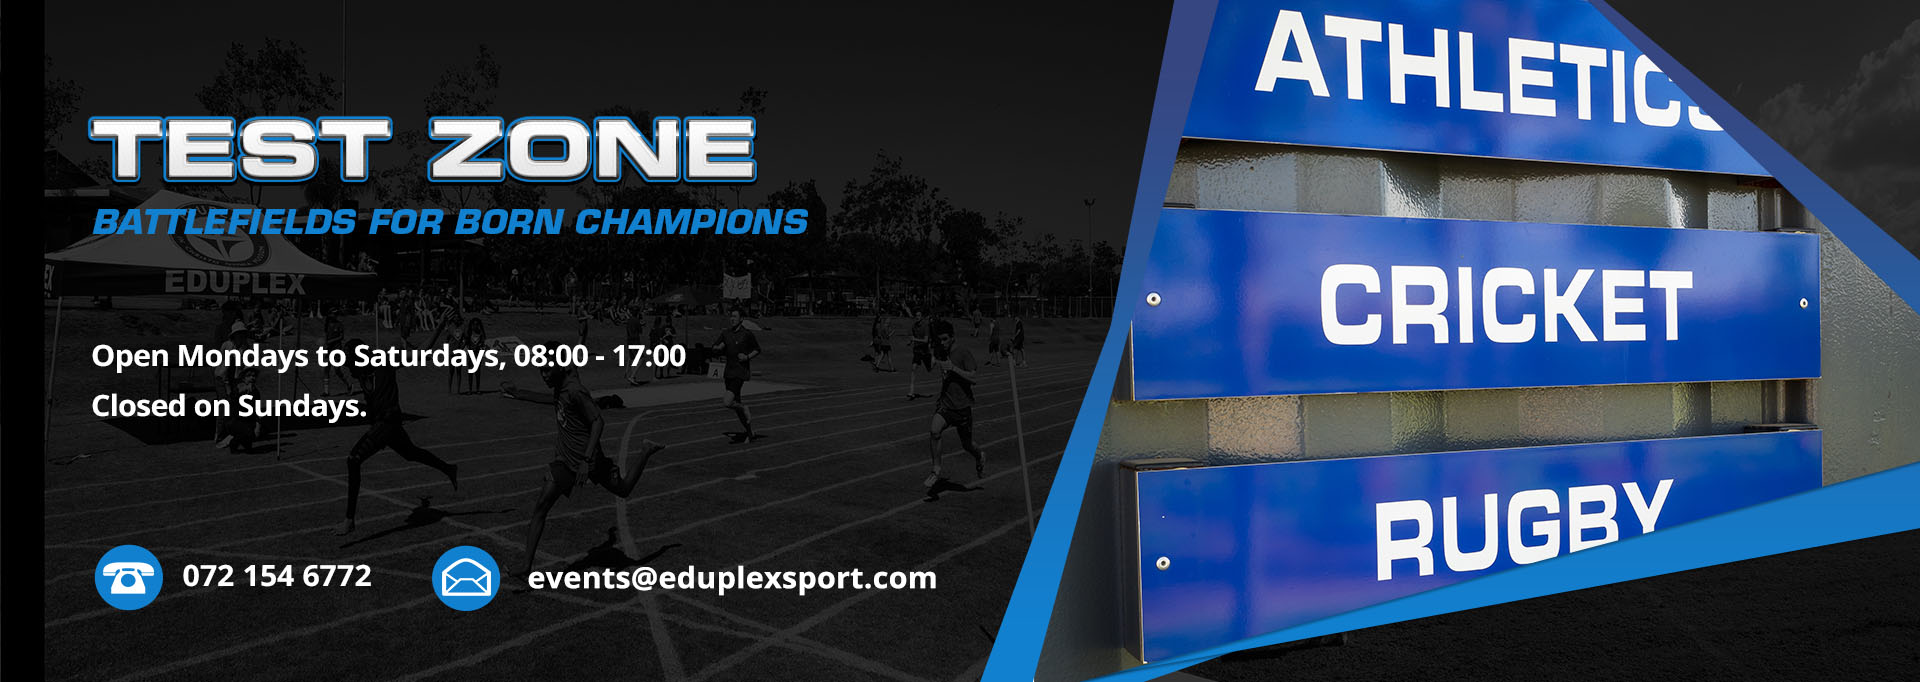 TEST ZONE
BATTLEFIELDS FOR BORN CHAMPIONS
EDUPLEX
Open Mondays to Saturdays, 08:00 - 17:00
A
Closed on Sundays.
072 154 6772
events@eduplexsport.com
ATHLETICS
CRICKET
RUGBY